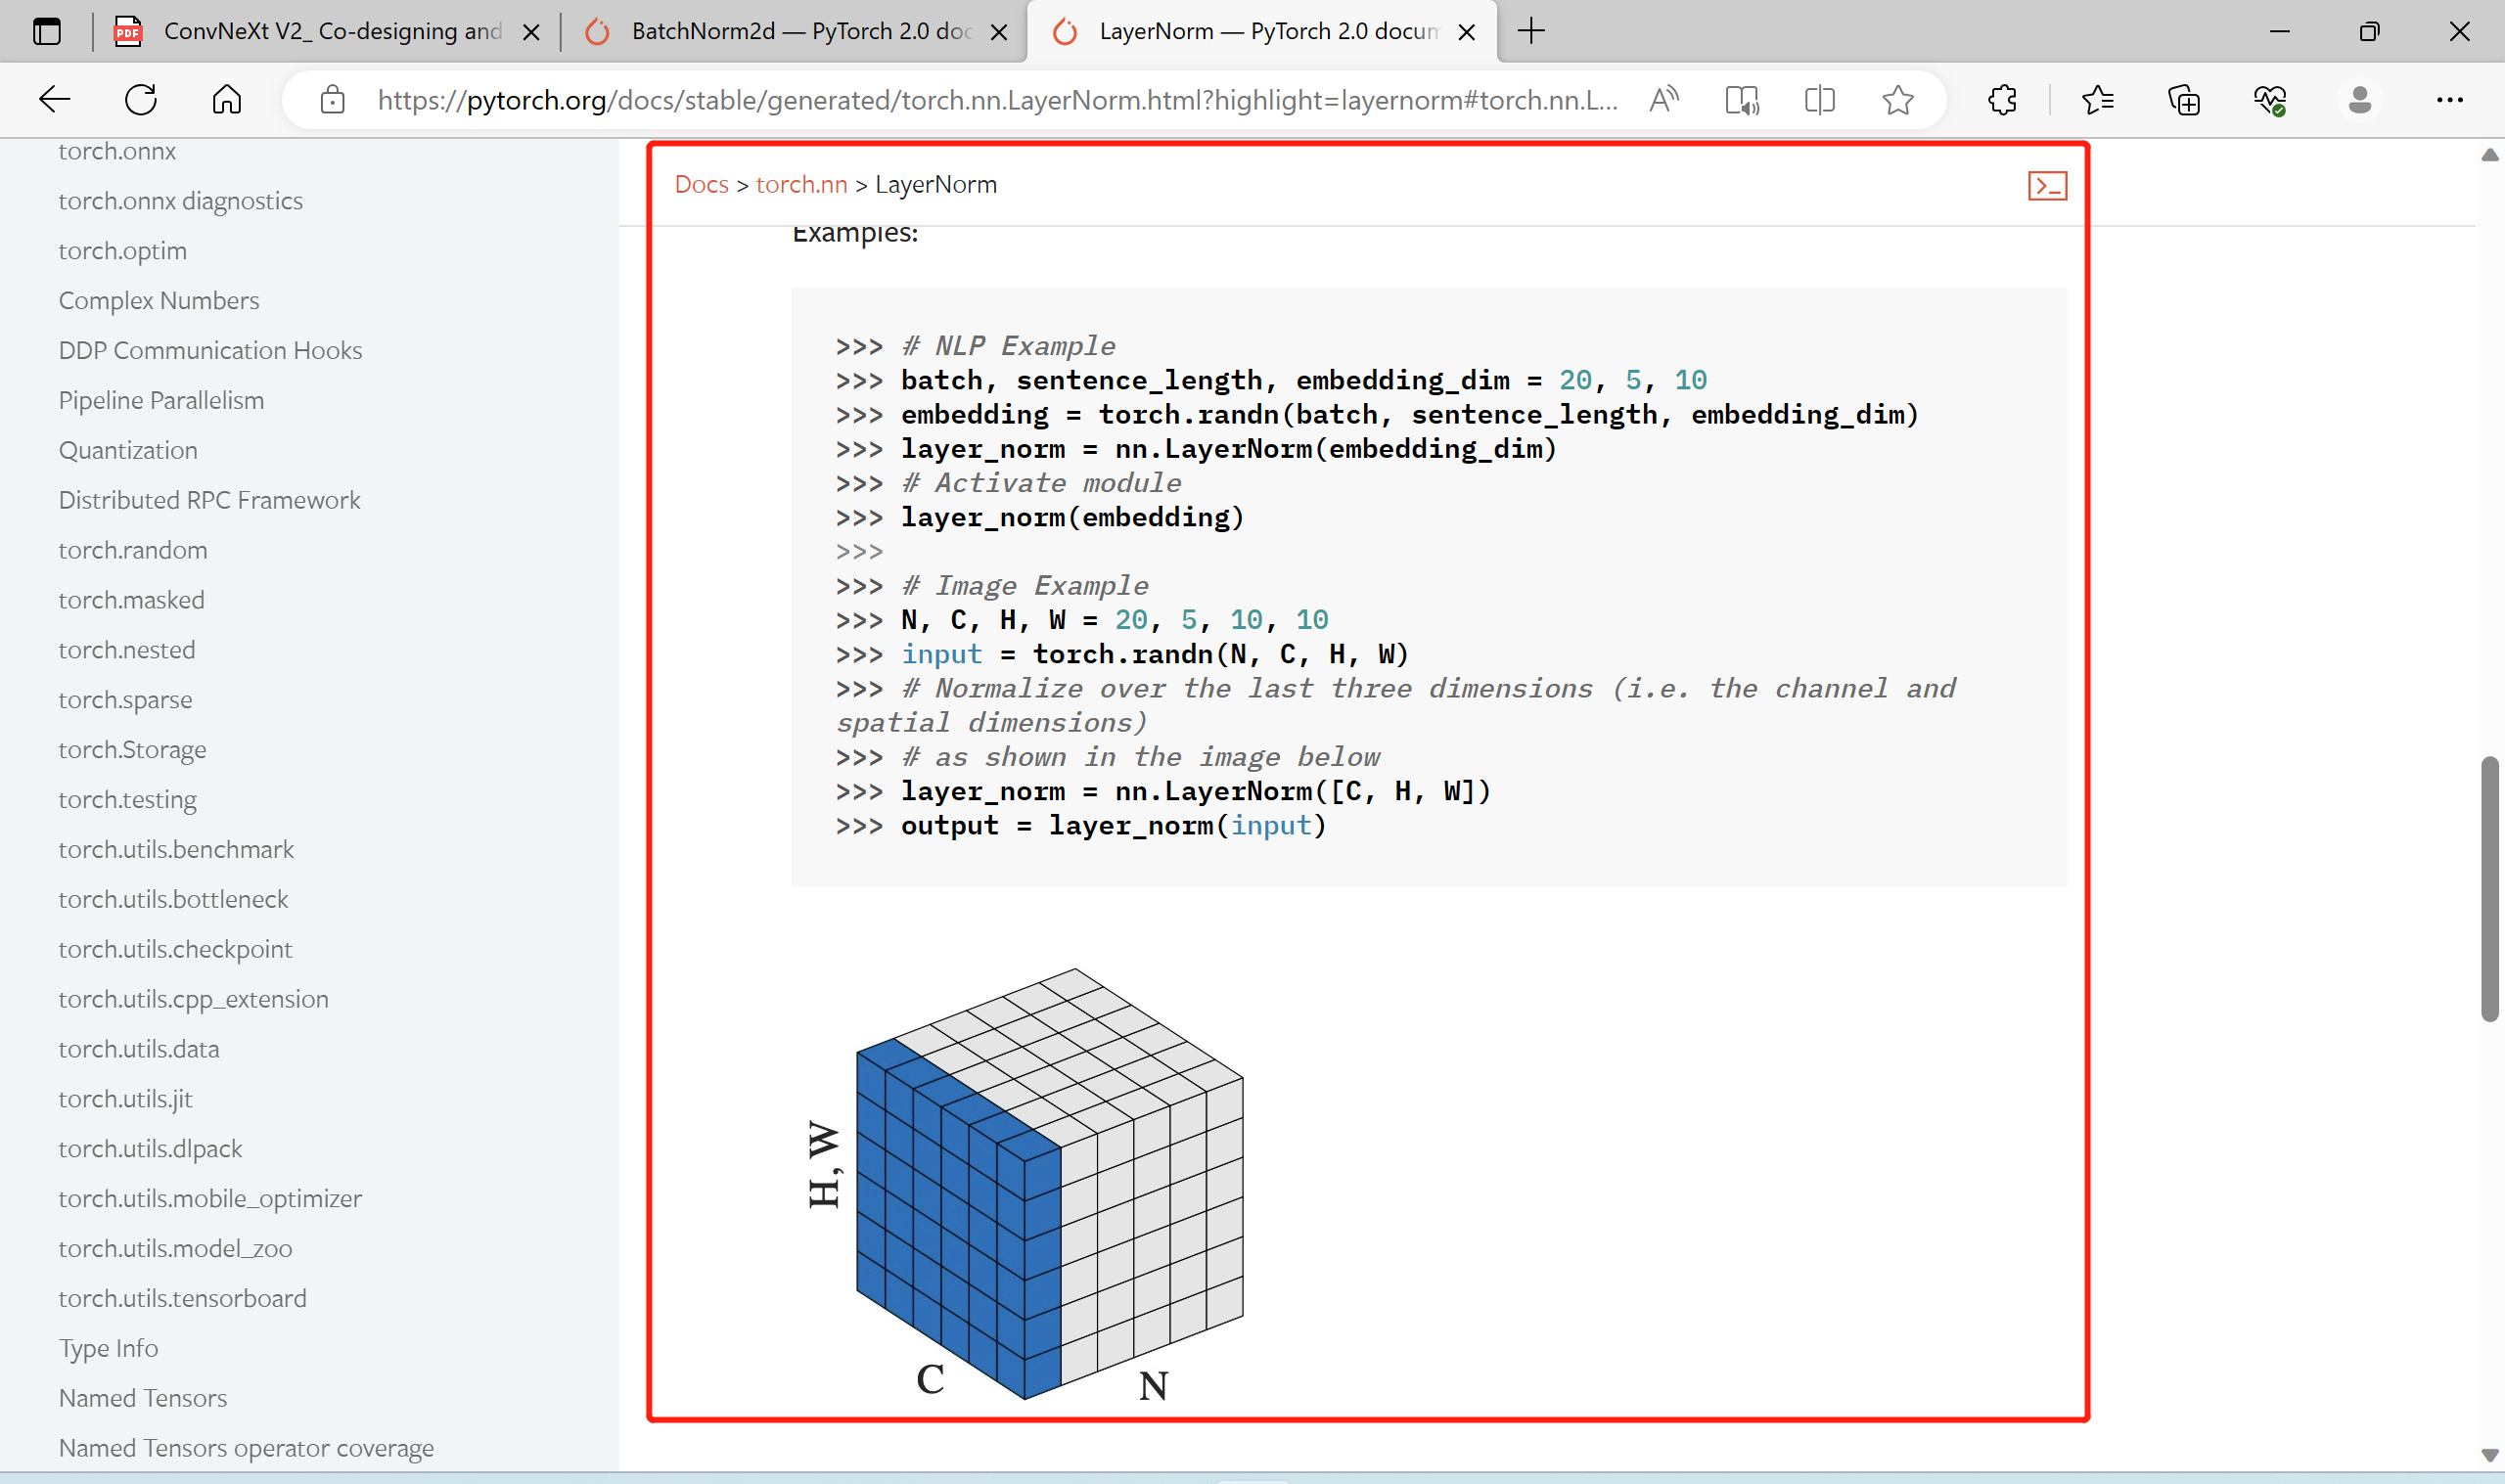 ConvNeXt V2_ Co-designing and
BatchNorm2d — PyTorch 2.0 doc
LayerNorm — PyTorch 2.0 docum
https://pytorch.org/docs/stable/generated/torch.nn.LayerNorm.html?highlight=layernorm#torch.nn.L...
torch.onnx
torch.onnx diagnostics
torch.optim
Complex Numbers
DDP Communication Hooks
Pipeline Parallelism
Quantization
Distributed RPC Framework
torch.random
torch.masked
torch.nested
torch.sparse
torch.Storage
torch.testing
torch.utils.benchmark
torch.utils.bottleneck
torch.utils.checkpoint
torch.utils.cpp_extension
torch.utils.data
torch.utils.jit
torch.utils.dlpack
torch.utils.mobile_optimizer
torch.utils.model_zoo
torch.utils.tensorboard
Type Info
Named Tensors
Named Tensors operator coverage
Docs > torch.nn > LayerNorm
Examples:
>>> # NLP Example
>>> batch, sentence_length, embedding_dim = 20, 5, 10
>>> embedding = torch.randn(batch, sentence_length, embedding_dim)
>>> layer_norm = nn.LayerNorm(embedding_dim)
>>> # Activate module
>>> layer_norm(embedding)
>>>
>>> # Image Example
>>> N, C, H, W = 20, 5, 10, 10
>>> input = torch.randn(N, C, H, W)
>>> # Normalize over the last three dimensions (i.e. the channel and
spatial dimensions)
>>> # as shown in the image below
>>> layer_norm = nn.LayerNorm([C, H, W])
>>> output = layer_norm(input)
H, W
C
N